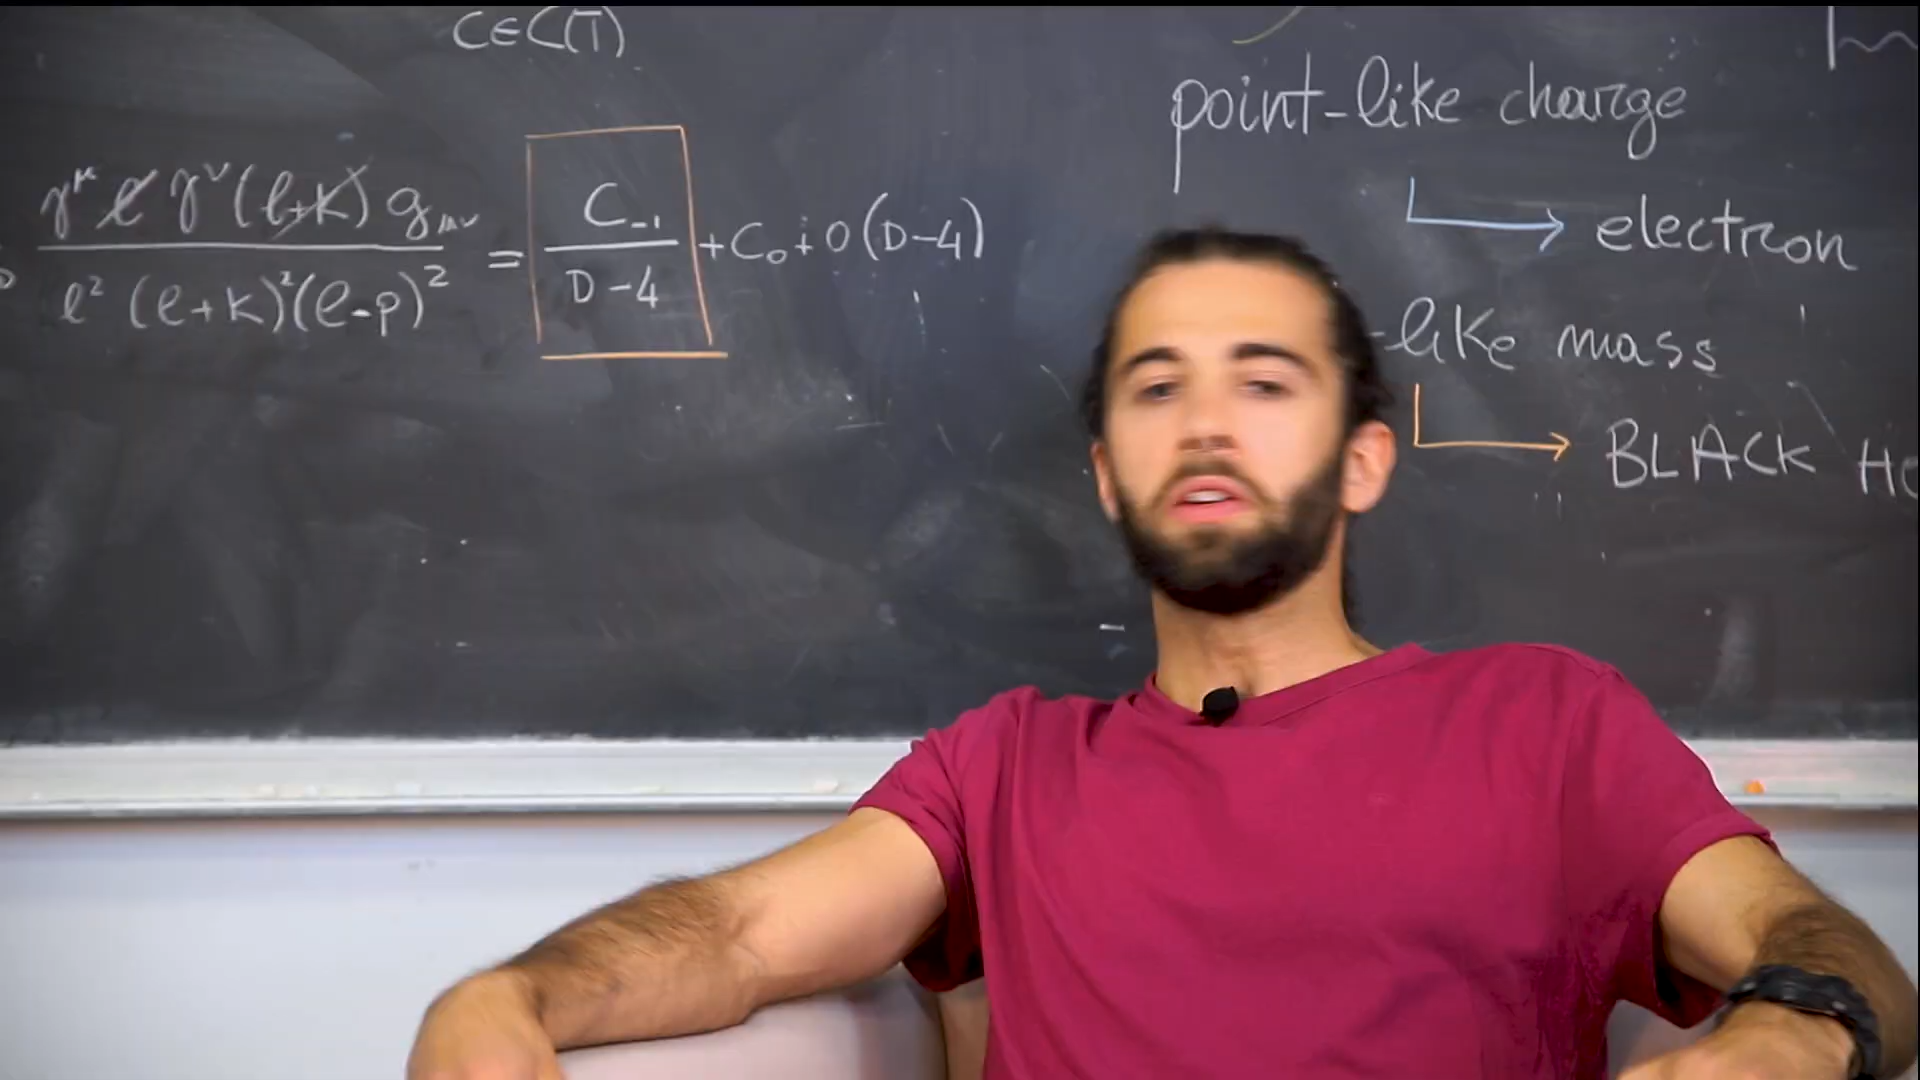 C∈C(T)
γ^μ ℓ̸ γ^ν (ℓ̸+k̸) g_μν
ℓ² (ℓ+k)² (ℓ-p)²
= C₋₁ / D-4 + C₀ + O(D-4)
point-like charge
electron
-like mass
BLACK